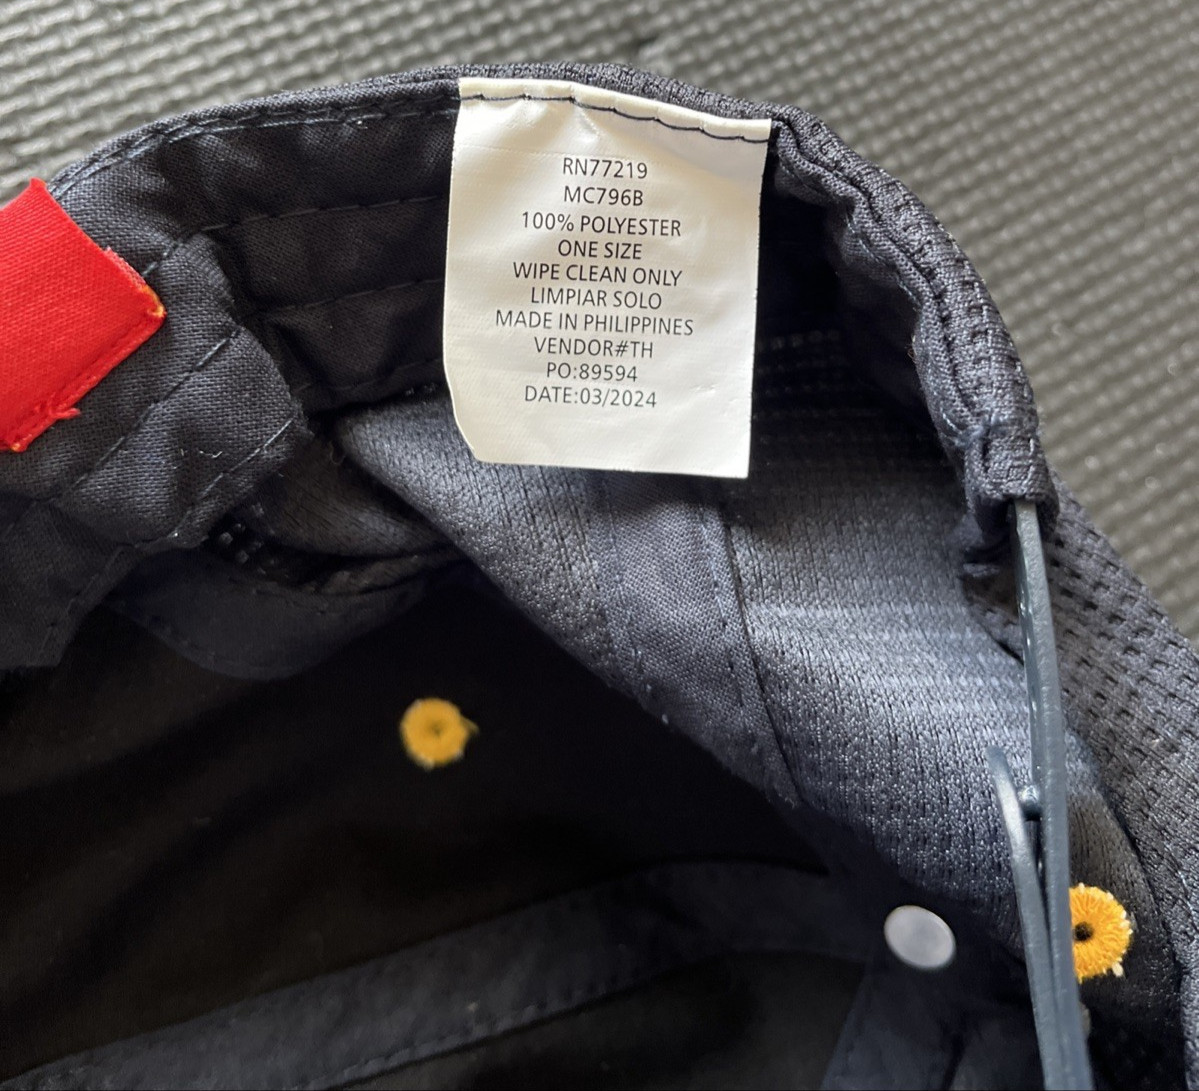 RN77219
MC796B
100% POLYESTER
ONE SIZE
WIPE CLEAN ONLY
LIMPIAR SOLO
MADE IN PHILIPPINES
VENDOR#TH
PO:89594
DATE:03/2024